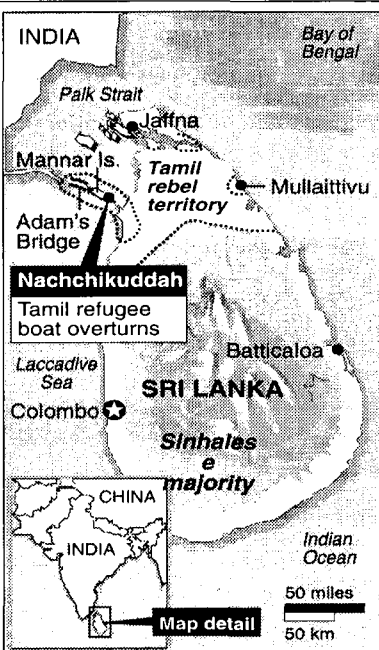 INDIA
Bay of
Bengal
Palk Strait
Jaffna
Mannar Is.
Tamil
rebel
territory
Mullaittivu
Adam's
Bridge
Nachchikuddah
Tamil refugee
boat overturns
Batticaloa
Laccadive
Sea
SRI LANKA
Colombo
Sinhales
e
majority
CHINA
INDIA
Indian
Ocean
50 miles
Map detail
50 km